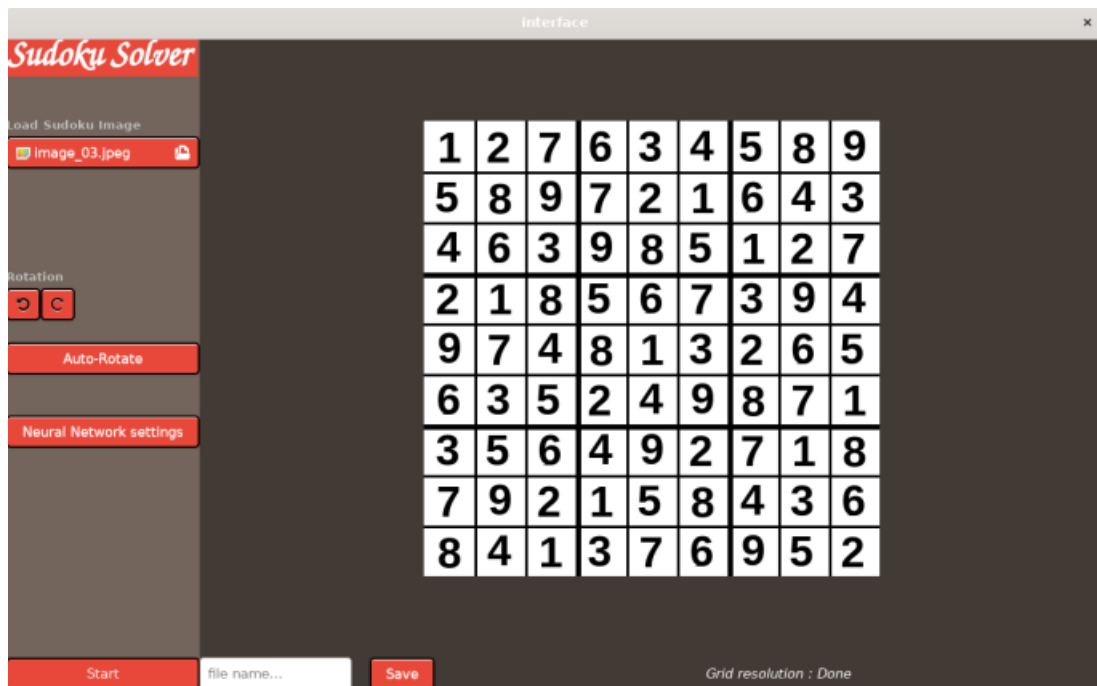 interface ×
Sudoku Solver
Load Sudoku Image
Image_03.jpeg
Rotation
Auto-Rotate
Neural Network settings
1 2 7 6 3 4 5 8 9
5 8 9 7 2 1 6 4 3
4 6 3 9 8 5 1 2 7
2 1 8 5 6 7 3 9 4
9 7 4 8 1 3 2 6 5
6 3 5 2 4 9 8 7 1
3 5 6 4 9 2 7 1 8
7 9 2 1 5 8 4 3 6
8 4 1 3 7 6 9 5 2
Start file name... Save Grid resolution : Done